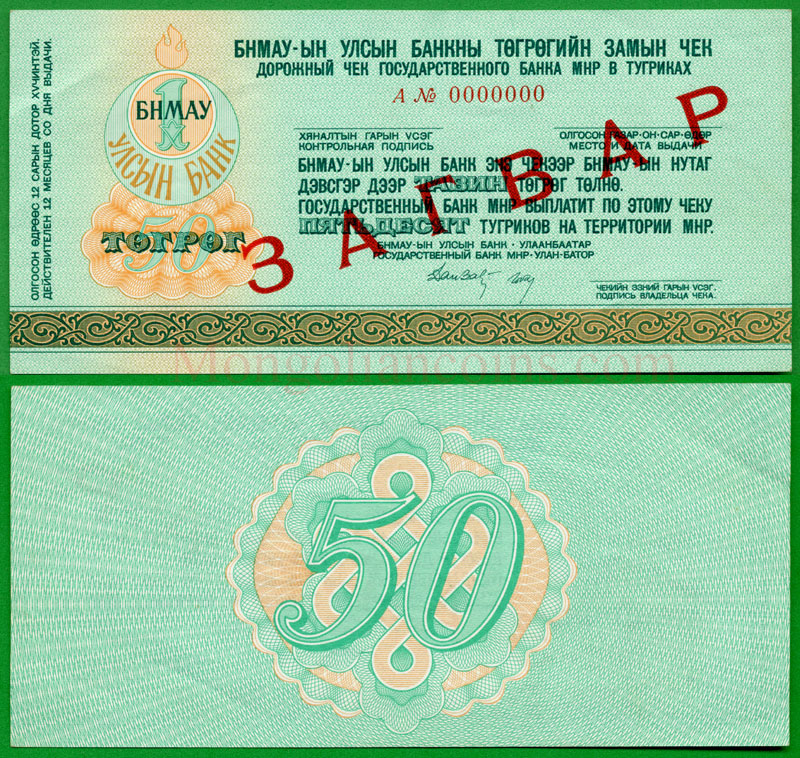 БНМАУ-ЫН УЛСЫН БАНКНЫ ТӨГРӨГИЙН ЗАМЫН ЧЕК
ДОРОЖНЫЙ ЧЕК ГОСУДАРСТВЕННОГО БАНКА МНР В ТУГРИКАХ
А № 0000000
ОЛГОСОН ӨДРӨӨС 12 САРЫН ДОТОР ХҮЧИНТЭЙ.
ДЕЙСТВИТЕЛЕН 12 МЕСЯЦЕВ СО ДНЯ ВЫДАЧИ.
БНМАУ
УЛСЫН БАНК
50
ТӨГРӨГ
ХЯНАЛТЫН ГАРЫН ҮСЭГ
КОНТРОЛЬНАЯ ПОДПИСЬ
ОЛГОСОН ГАЗАР-ОН-САР-ӨДӨР
МЕСТО И ДАТА ВЫДАЧИ
БНМАУ-ЫН УЛСЫН БАНК ЭНЭ ЧЕКЭЭР БНМАУ-ЫН НУТАГ
ДЭВСГЭР ДЭЭР ТАВИН ТӨГРӨГ ТӨЛНӨ.
ГОСУДАРСТВЕННЫЙ БАНК МНР ВЫПЛАТИТ ПО ЭТОМУ ЧЕКУ
ПЯТЬДЕСЯТ ТУГРИКОВ НА ТЕРРИТОРИИ МНР.
БНМАУ-ЫН УЛСЫН БАНК · УЛААНБААТАР
ГОСУДАРСТВЕННЫЙ БАНК МНР · УЛАН-БАТОР
ЧЕКИЙН ЭЗНИЙ ГАРЫН ҮСЭГ.
ПОДПИСЬ ВЛАДЕЛЬЦА ЧЕКА.
ЗАГВАР
Mongoliancoins.com
50